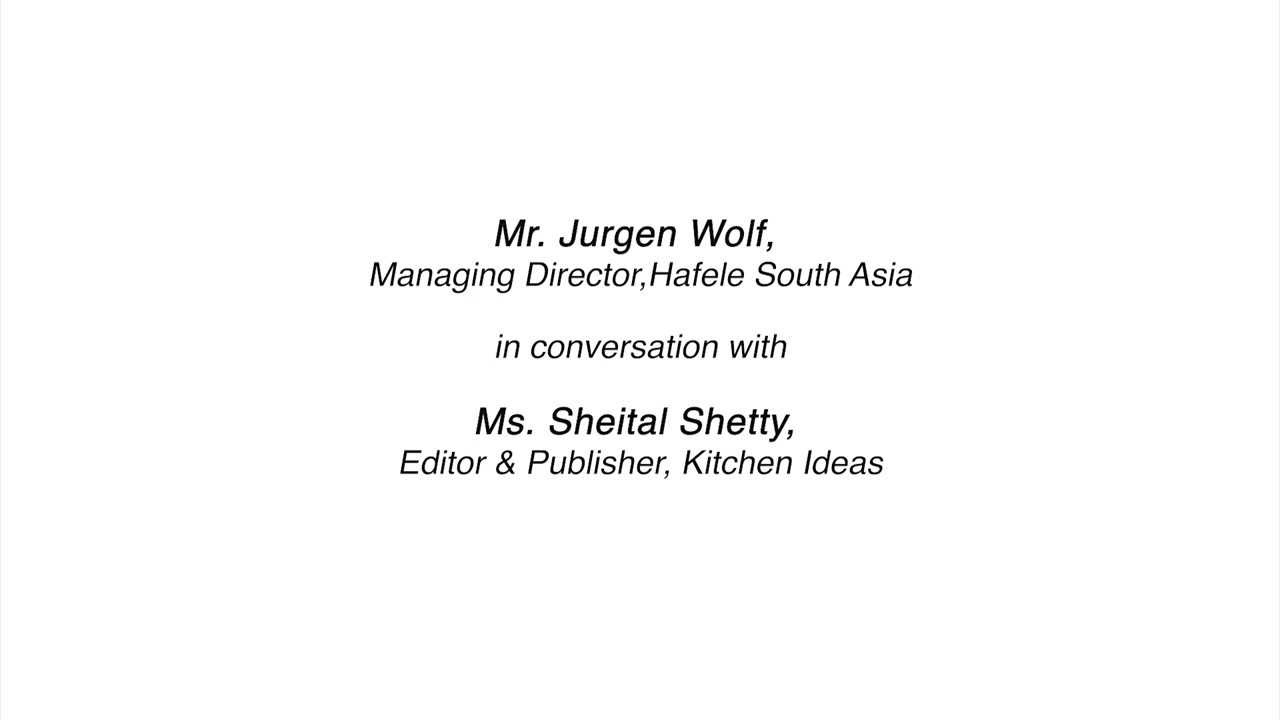 Mr. Jurgen Wolf,
Managing Director,Hafele South Asia
in conversation with
Ms. Sheital Shetty,
Editor & Publisher, Kitchen Ideas